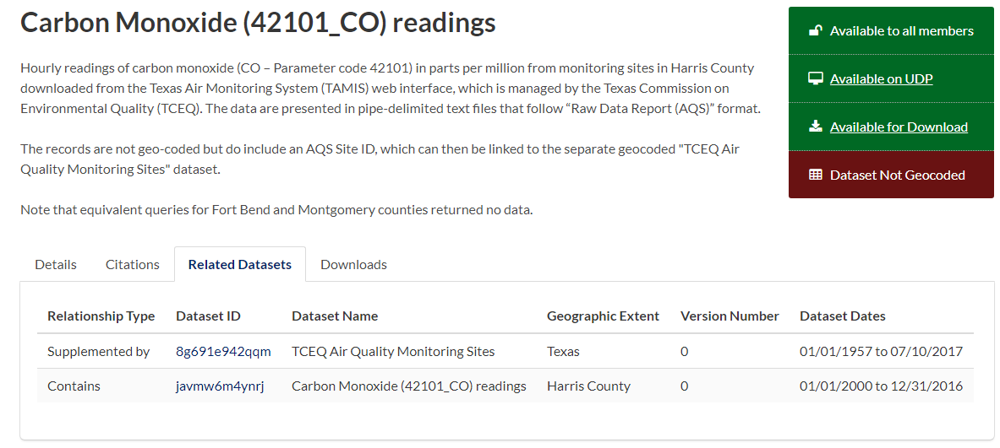 Carbon Monoxide (42101_CO) readings
Hourly readings of carbon monoxide (CO – Parameter code 42101) in parts per million from monitoring sites in Harris County
downloaded from the Texas Air Monitoring System (TAMIS) web interface, which is managed by the Texas Commission on
Environmental Quality (TCEQ). The data are presented in pipe-delimited text files that follow “Raw Data Report (AQS)” format.
The records are not geo-coded but do include an AQS Site ID, which can then be linked to the separate geocoded "TCEQ Air
Quality Monitoring Sites" dataset.
Note that equivalent queries for Fort Bend and Montgomery counties returned no data.
Available to all members
Available on UDP
Available for Download
Dataset Not Geocoded
Details Citations Related Datasets Downloads
Relationship Type Dataset ID Dataset Name Geographic Extent Version Number Dataset Dates
Supplemented by 8g691e942qqm TCEQ Air Quality Monitoring Sites Texas 0 01/01/1957 to 07/10/2017
Contains javmw6m4ynrj Carbon Monoxide (42101_CO) readings Harris County 0 01/01/2000 to 12/31/2016